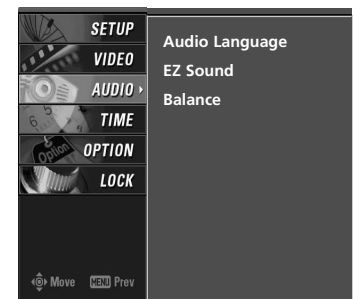 SETUP
VIDEO
AUDIO
TIME
OPTION
LOCK
Move MENU Prev
Audio Language
EZ Sound
Balance